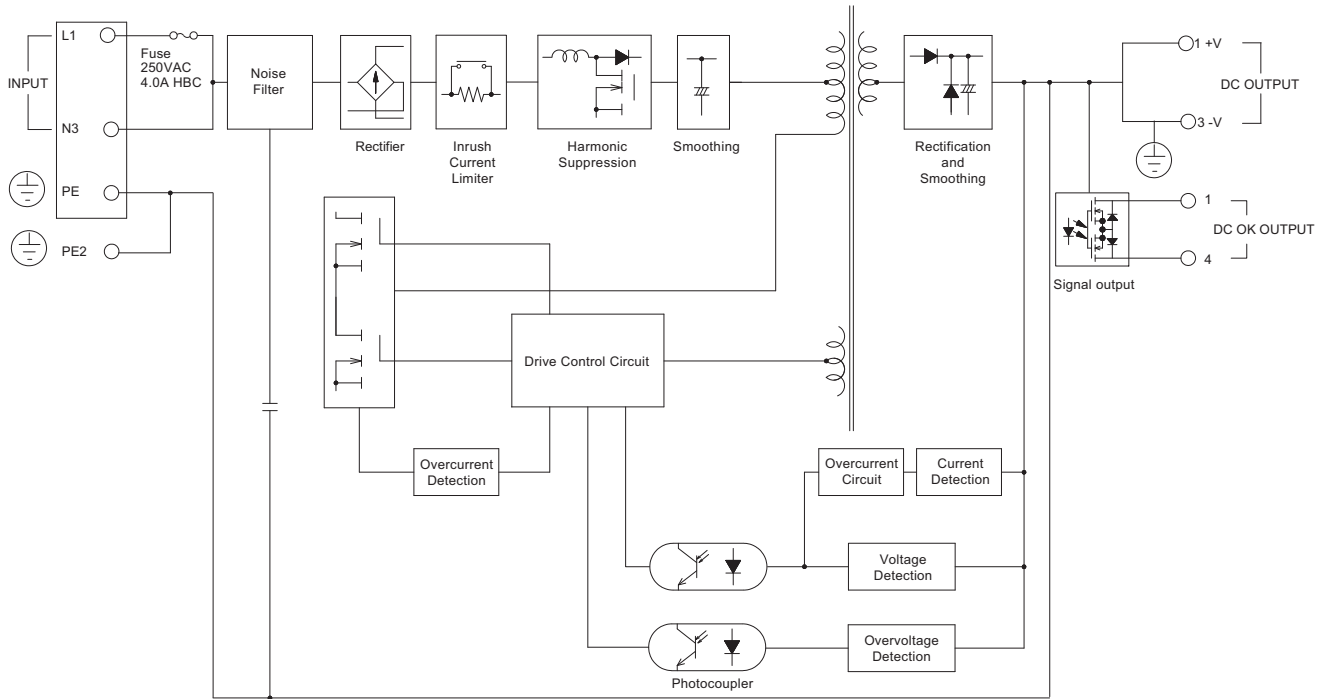 L1
INPUT
N3
PE
PE2
Fuse
250VAC
4.0A HBC
Noise
Filter
Rectifier
Inrush
Current
Limiter
Harmonic
Suppression
Smoothing
Rectification
and
Smoothing
1 +V
DC OUTPUT
3 -V
1
DC OK OUTPUT
4
Signal output
Drive Control Circuit
Overcurrent
Detection
Overcurrent
Circuit
Current
Detection
Voltage
Detection
Overvoltage
Detection
Photocoupler